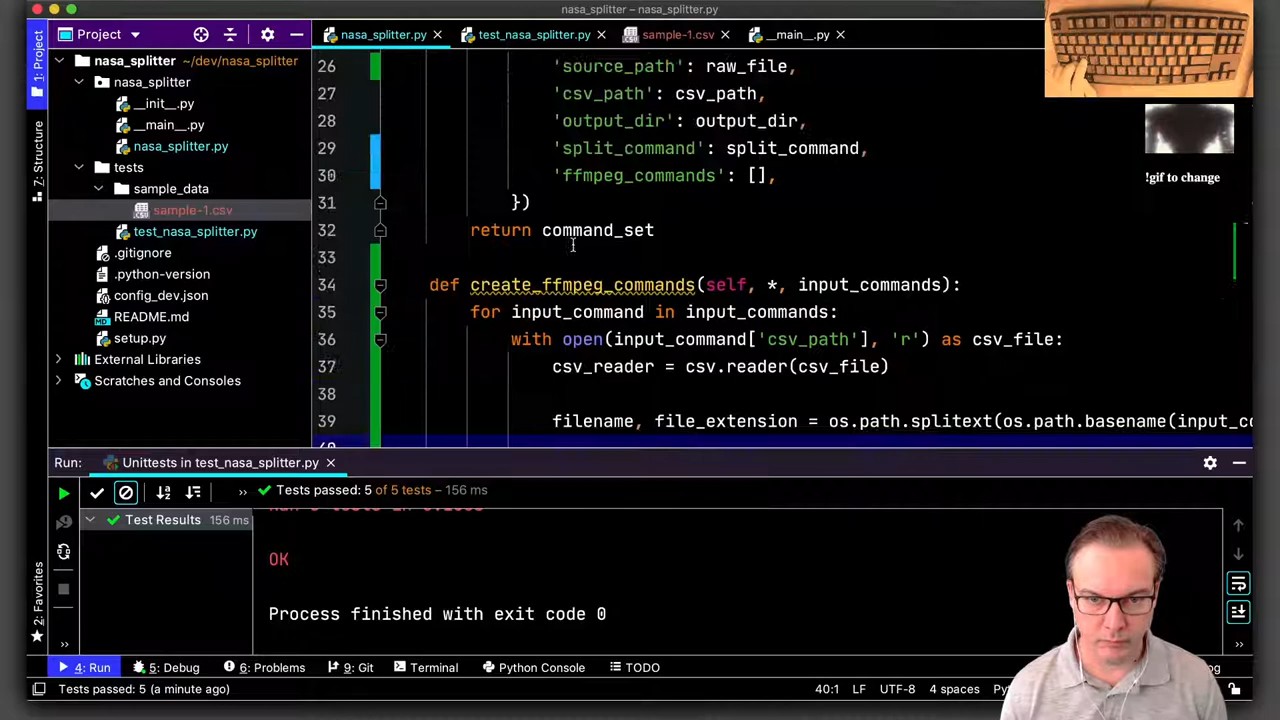 nasa_splitter – nasa_splitter.py
1: Project
Project
nasa_splitter.py
test_nasa_splitter.py
sample-1.csv
__main__.py
nasa_splitter ~/dev/nasa_splitter
nasa_splitter
__init__.py
__main__.py
nasa_splitter.py
tests
sample_data
sample-1.csv
test_nasa_splitter.py
.gitignore
.python-version
config_dev.json
README.md
setup.py
External Libraries
Scratches and Consoles
7: Structure
2: Favorites
26 'source_path': raw_file,
27 'csv_path': csv_path,
28 'output_dir': output_dir,
29 'split_command': split_command,
30 'ffmpeg_commands': [],
31 })
32 return command_set
33
34 def create_ffmpeg_commands(self, *, input_commands):
35 for input_command in input_commands:
36 with open(input_command['csv_path'], 'r') as csv_file:
37 csv_reader = csv.reader(csv_file)
38
39 filename, file_extension = os.path.splitext(os.path.basename(input_co
!gif to change
Run: Unittests in test_nasa_splitter.py
Tests passed: 5 of 5 tests – 156 ms
Test Results 156 ms
OK
Process finished with exit code 0
4: Run
5: Debug
6: Problems
9: Git
Terminal
Python Console
TODO
Tests passed: 5 (a minute ago)
40:1 LF UTF-8 4 spaces